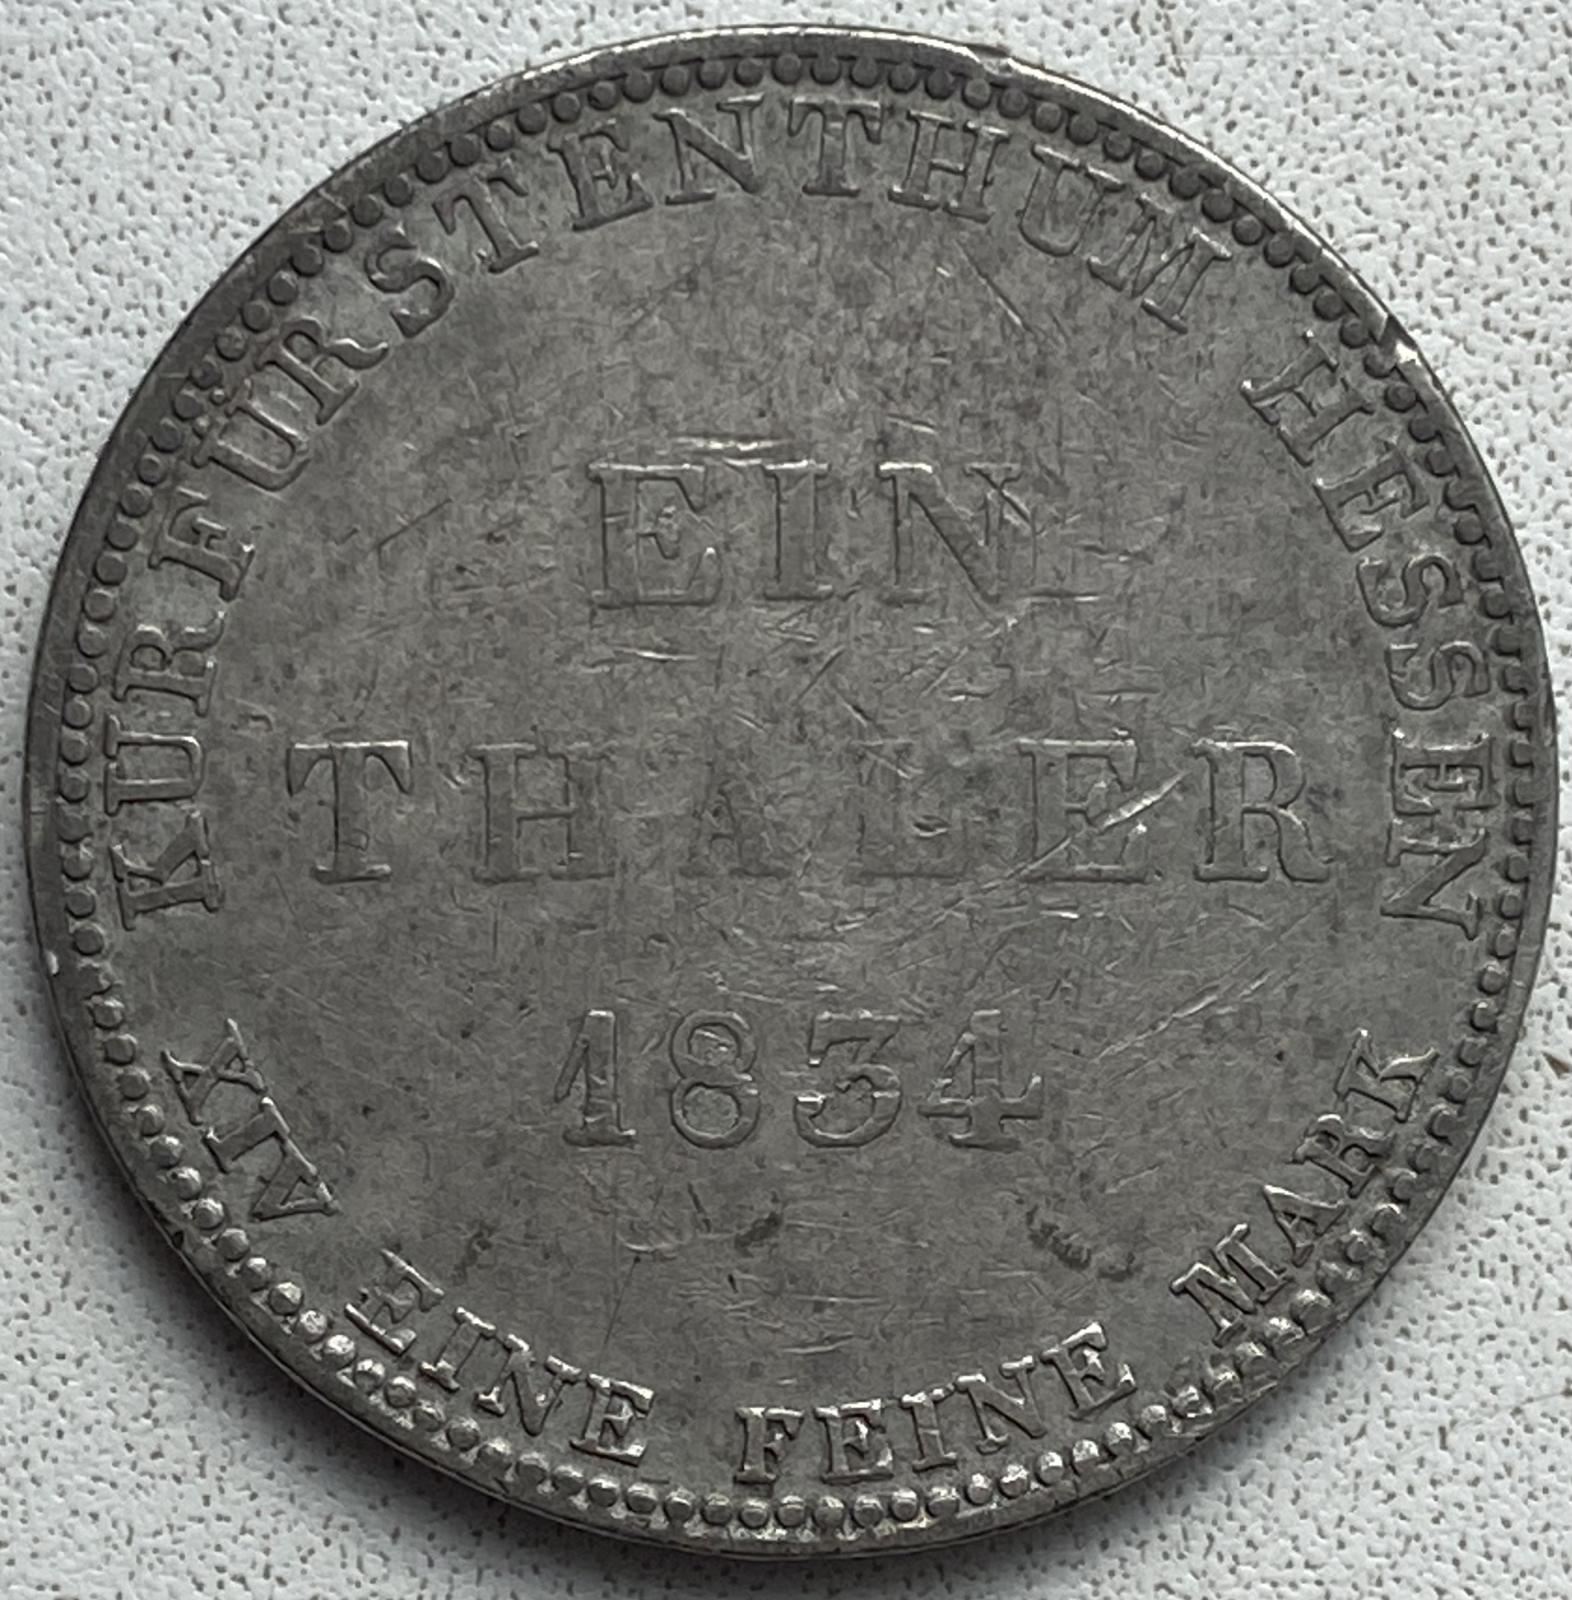 KURFÜRSTENTHUM HESSEN
EIN
THALER
1834
XIV EINE FEINE MARK